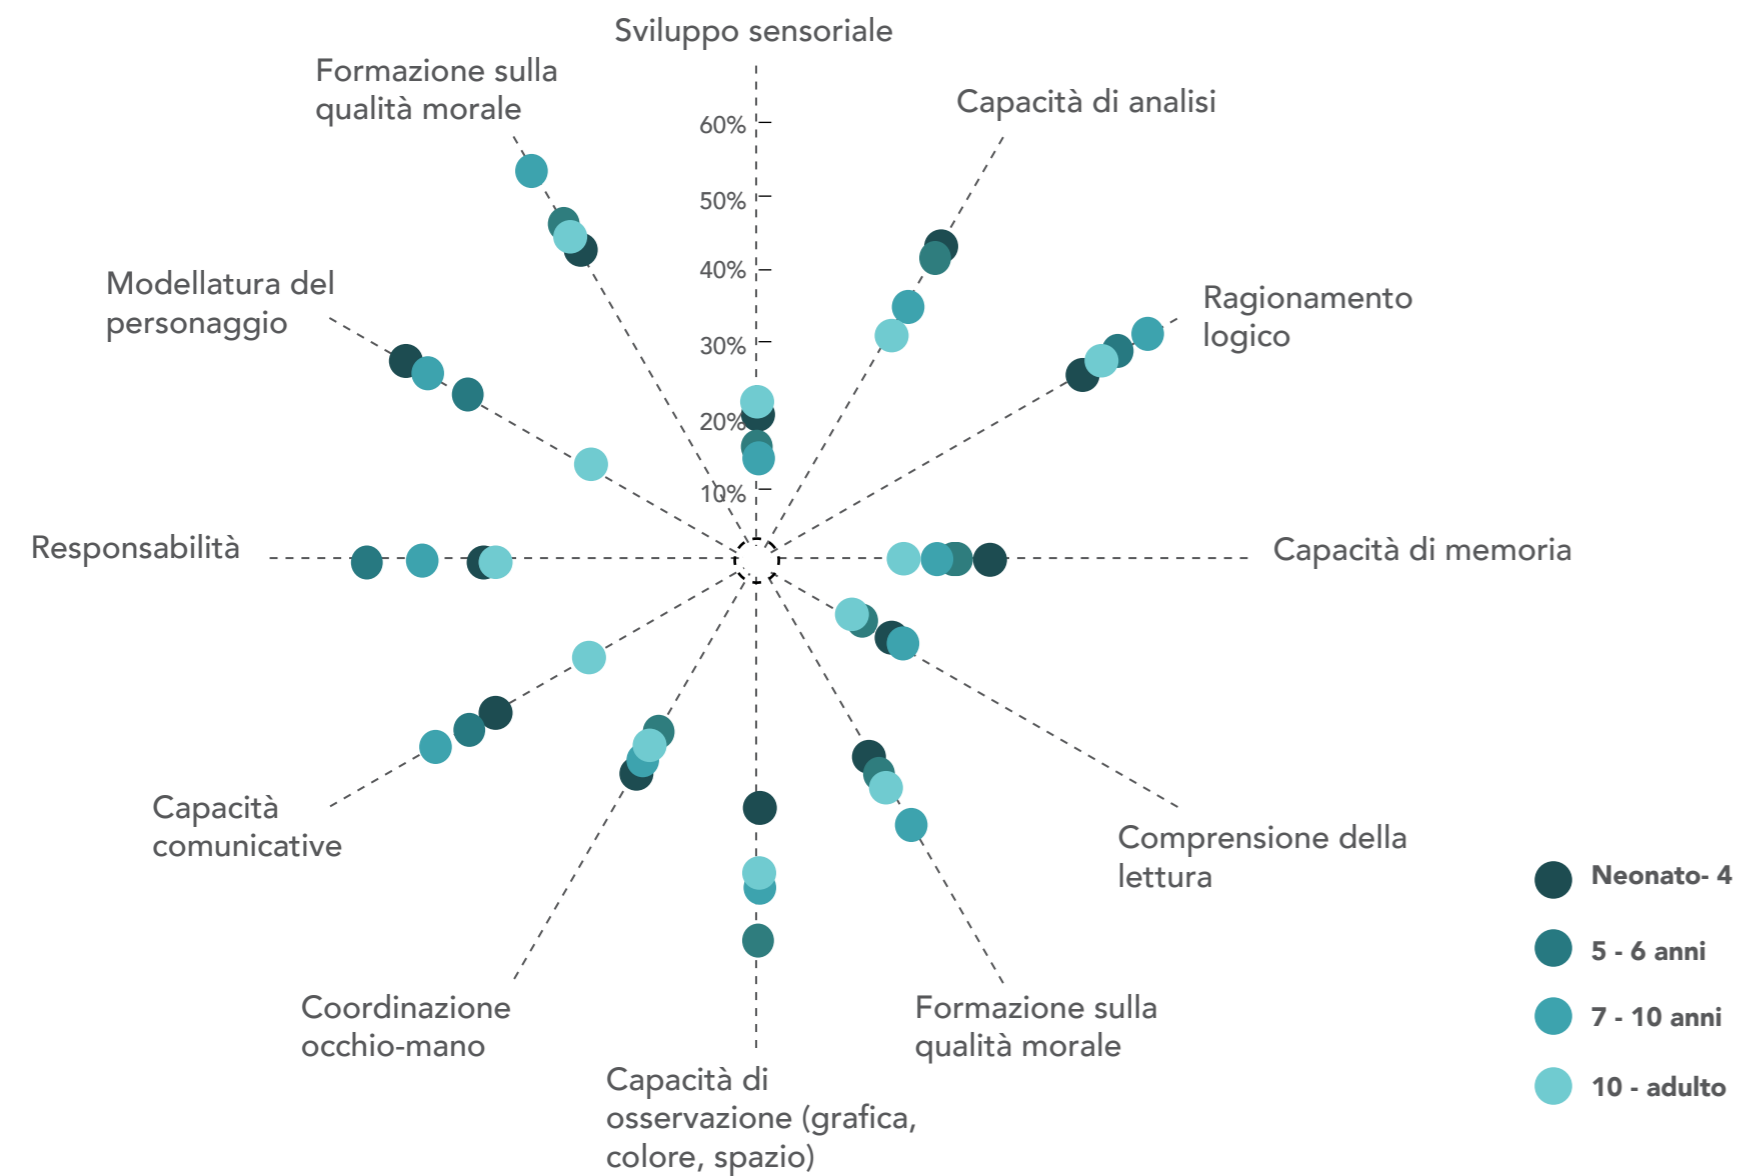 Sviluppo sensoriale
Formazione sulla
qualità morale
Capacità di analisi
60%
50%
40%
30%
20%
10%
Modellatura del
personaggio
Ragionamento
logico
Responsabilità
Capacità di memoria
Capacità
comunicative
Comprensione della
lettura
Coordinazione
occhio-mano
Formazione sulla
qualità morale
Capacità di
osservazione (grafica,
colore, spazio)
Neonato- 4
5 - 6 anni
7 - 10 anni
10 - adulto